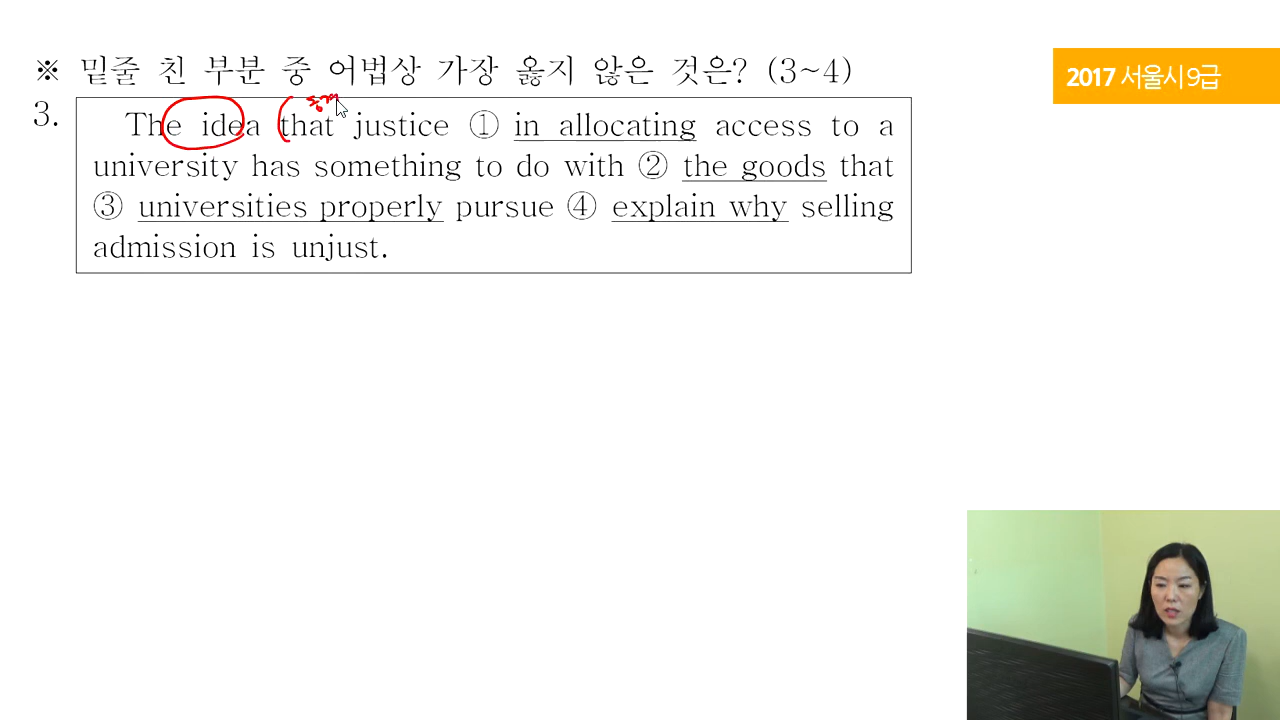 ※ 밑줄 친 부분 중 어법상 가장 옳지 않은 것은? (3~4)
2017 서울시 9급
3.
The idea that justice ① in allocating access to a
university has something to do with ② the goods that
③ universities properly pursue ④ explain why selling
admission is unjust.